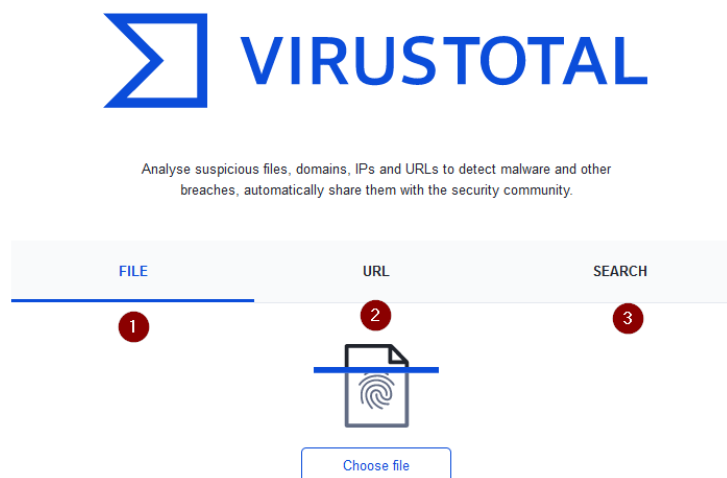 VIRUSTOTAL
Analyse suspicious files, domains, IPs and URLs to detect malware and other
breaches, automatically share them with the security community.
FILE URL SEARCH
1 2 3
Choose file